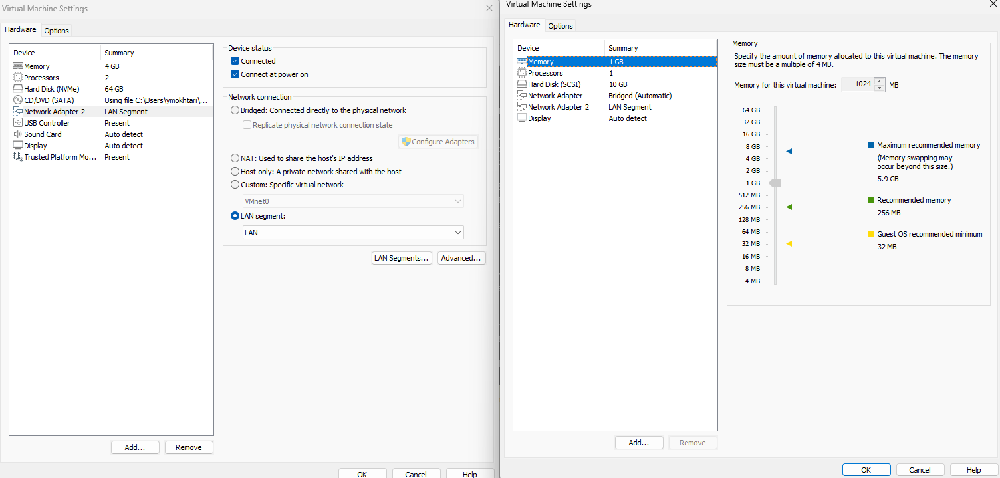 Virtual Machine Settings
Hardware Options
Device Summary
Memory 4 GB
Processors 2
Hard Disk (NVMe) 64 GB
CD/DVD (SATA) Using file C:\Users\ymokhtari\...
Network Adapter 2 LAN Segment
USB Controller Present
Sound Card Auto detect
Display Auto detect
Trusted Platform Mo... Present
Add... Remove
Device status
Connected
Connect at power on
Network connection
Bridged: Connected directly to the physical network
Replicate physical network connection state
Configure Adapters
NAT: Used to share the host's IP address
Host-only: A private network shared with the host
Custom: Specific virtual network
VMnet0
LAN segment:
LAN
LAN Segments... Advanced...
OK Cancel Help
Virtual Machine Settings
Hardware Options
Device Summary
Memory 1 GB
Processors 1
Hard Disk (SCSI) 10 GB
Network Adapter Bridged (Automatic)
Network Adapter 2 LAN Segment
Display Auto detect
Add... Remove
Memory
Specify the amount of memory allocated to this virtual machine. The memory
size must be a multiple of 4 MB.
Memory for this virtual machine: 1024 MB
64 GB
32 GB
16 GB
8 GB
4 GB
2 GB
1 GB
512 MB
256 MB
128 MB
64 MB
32 MB
16 MB
8 MB
4 MB
Maximum recommended memory
(Memory swapping may
occur beyond this size.)
5.9 GB
Recommended memory
256 MB
Guest OS recommended minimum
32 MB
OK Cancel Help